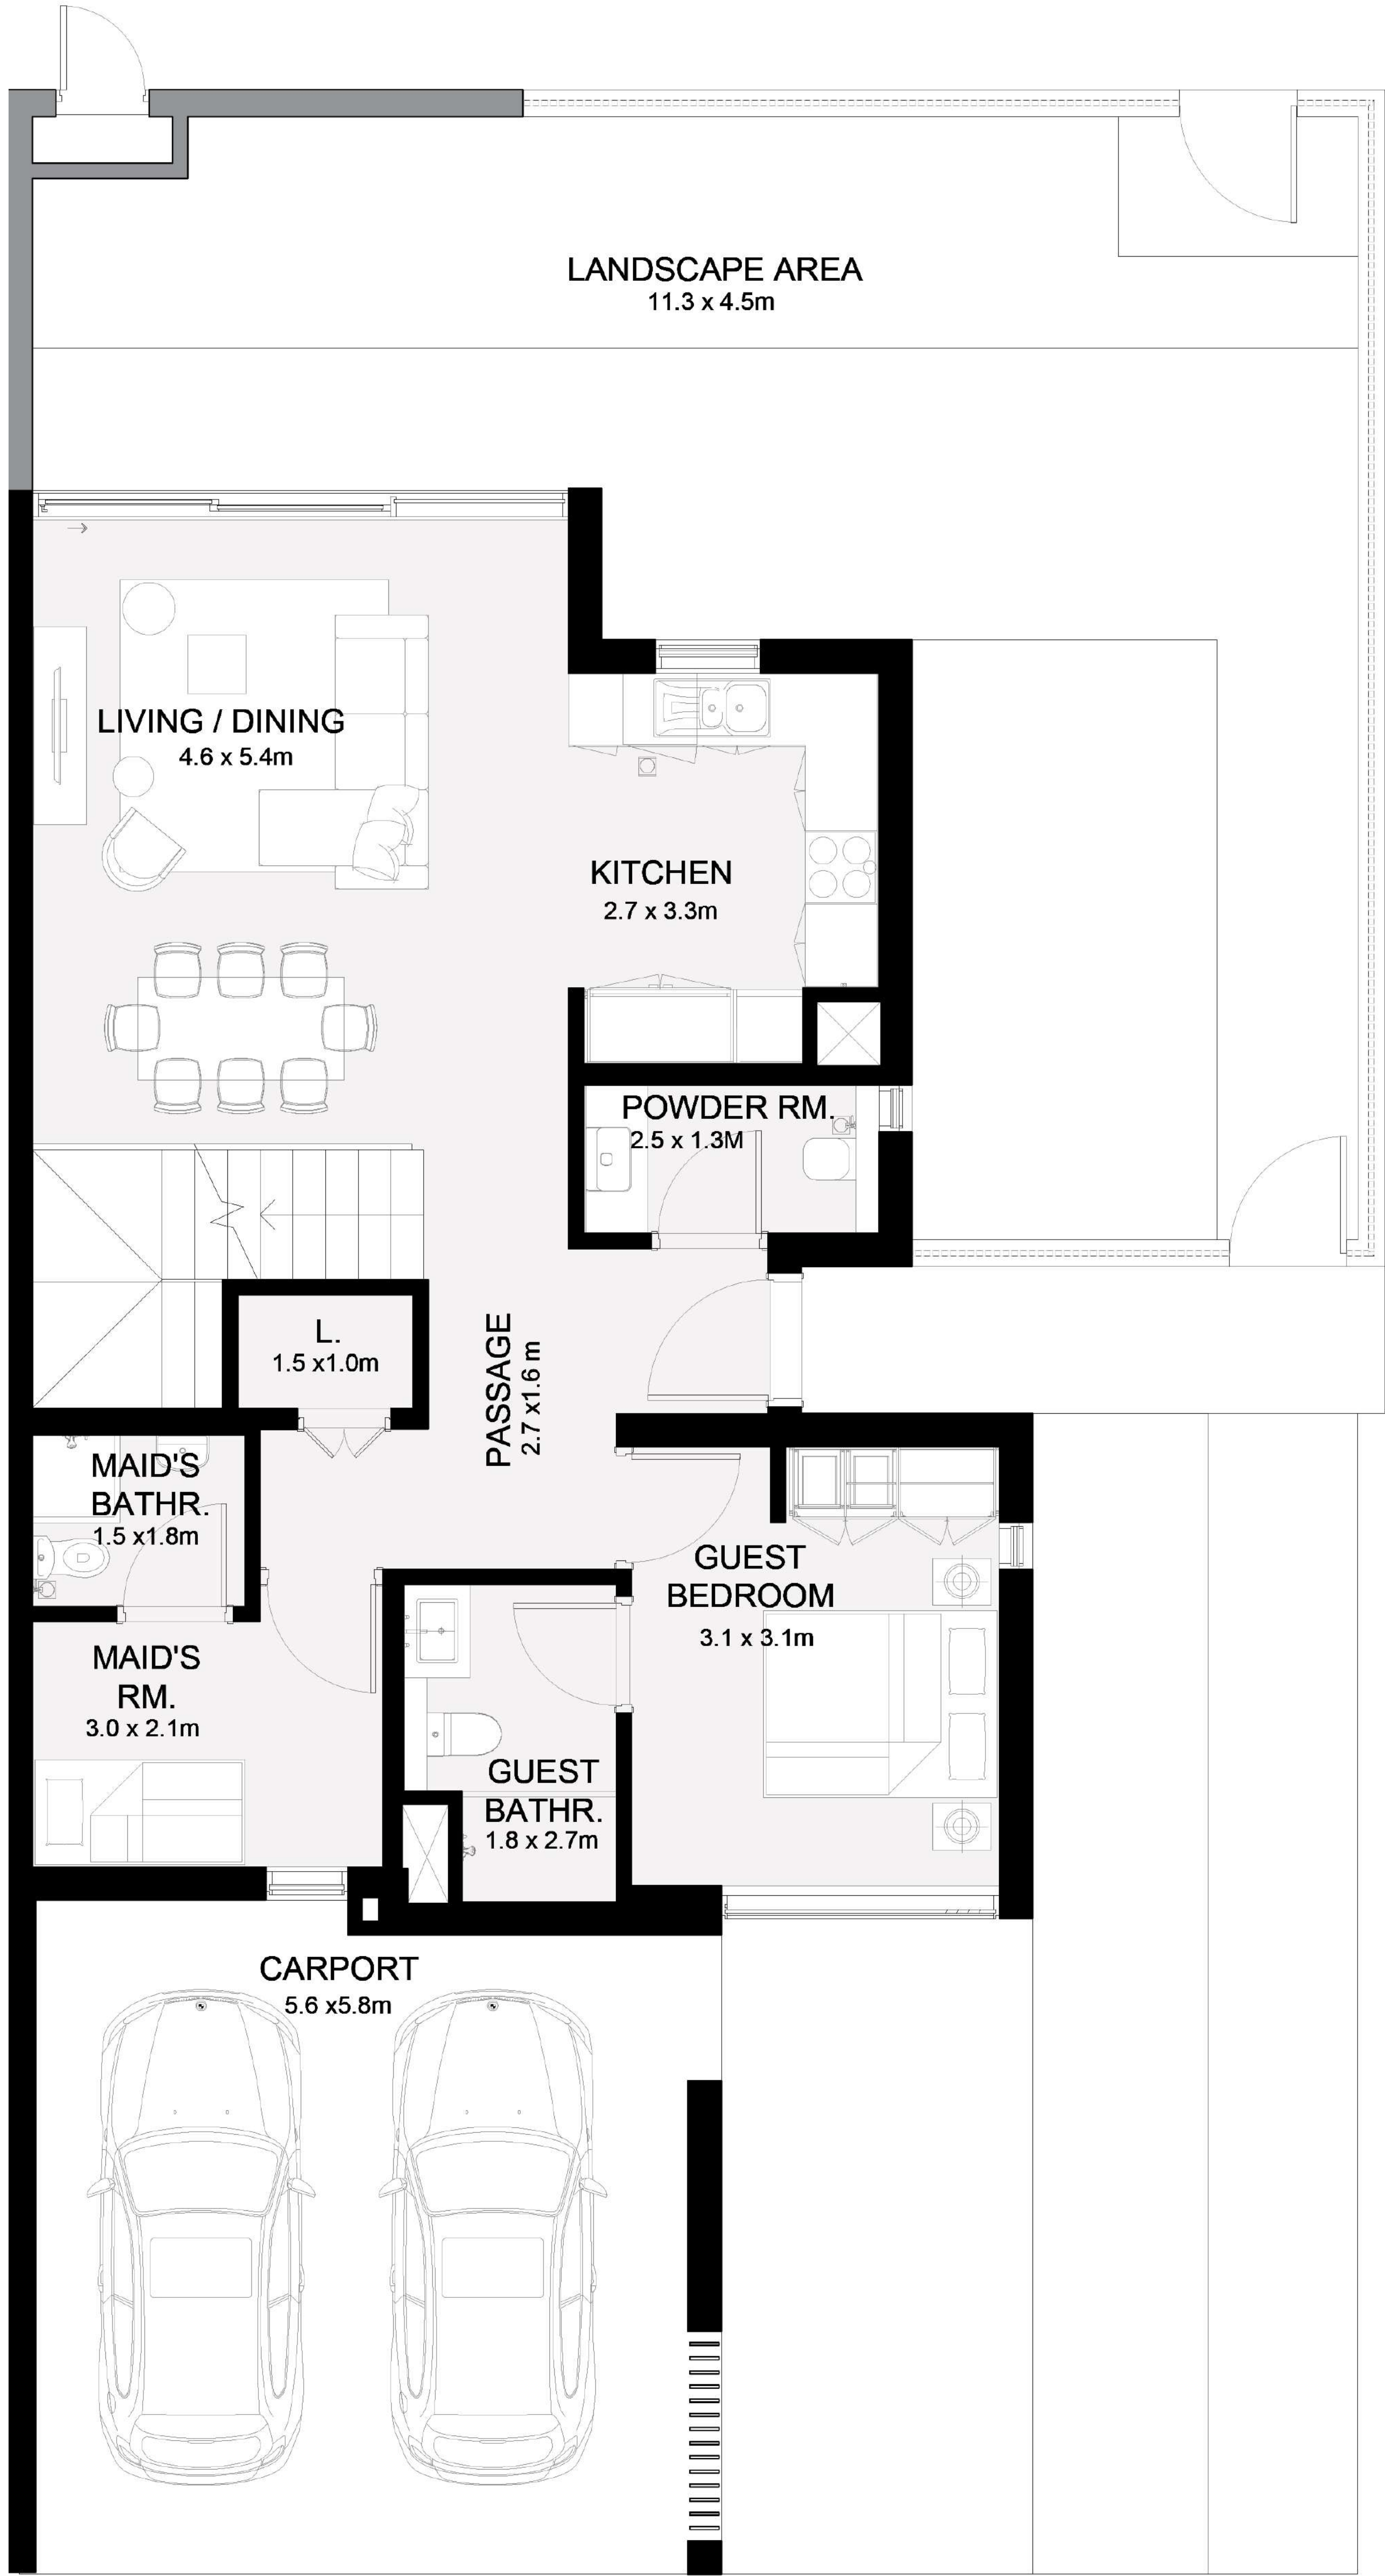 LANDSCAPE AREA
11.3 x 4.5m
LIVING / DINING
4.6 x 5.4m
KITCHEN
2.7 x 3.3m
POWDER RM.
2.5 x 1.3M
L.
1.5 x1.0m
PASSAGE
2.7 x1.6 m
MAID'S
BATHR.
1.5 x1.8m
GUEST
BEDROOM
3.1 x 3.1m
MAID'S
RM.
3.0 x 2.1m
GUEST
BATHR.
1.8 x 2.7m
CARPORT
5.6 x5.8m